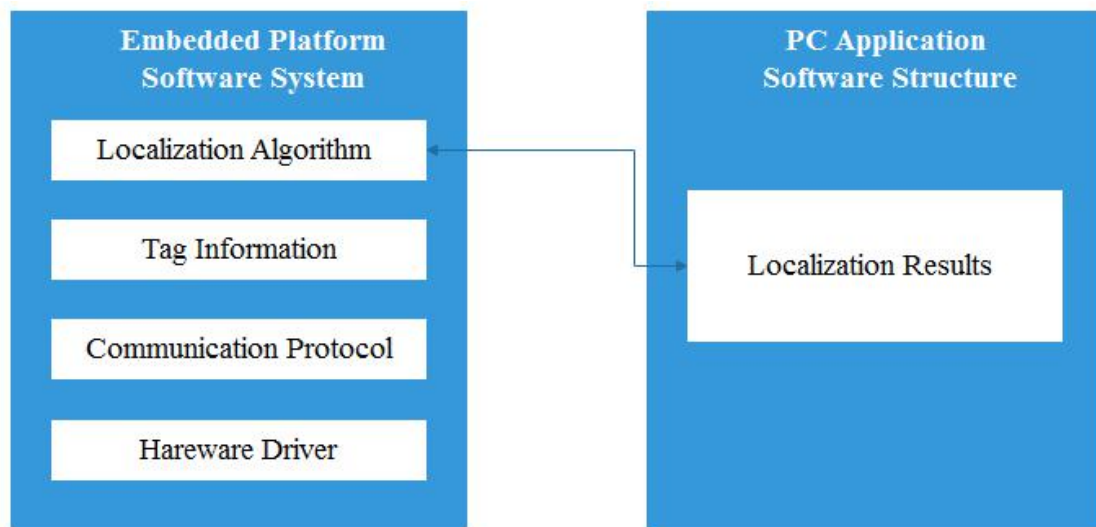 Embedded Platform
Software System
Localization Algorithm
Tag Information
Communication Protocol
Hareware Driver
PC Application
Software Structure
Localization Results